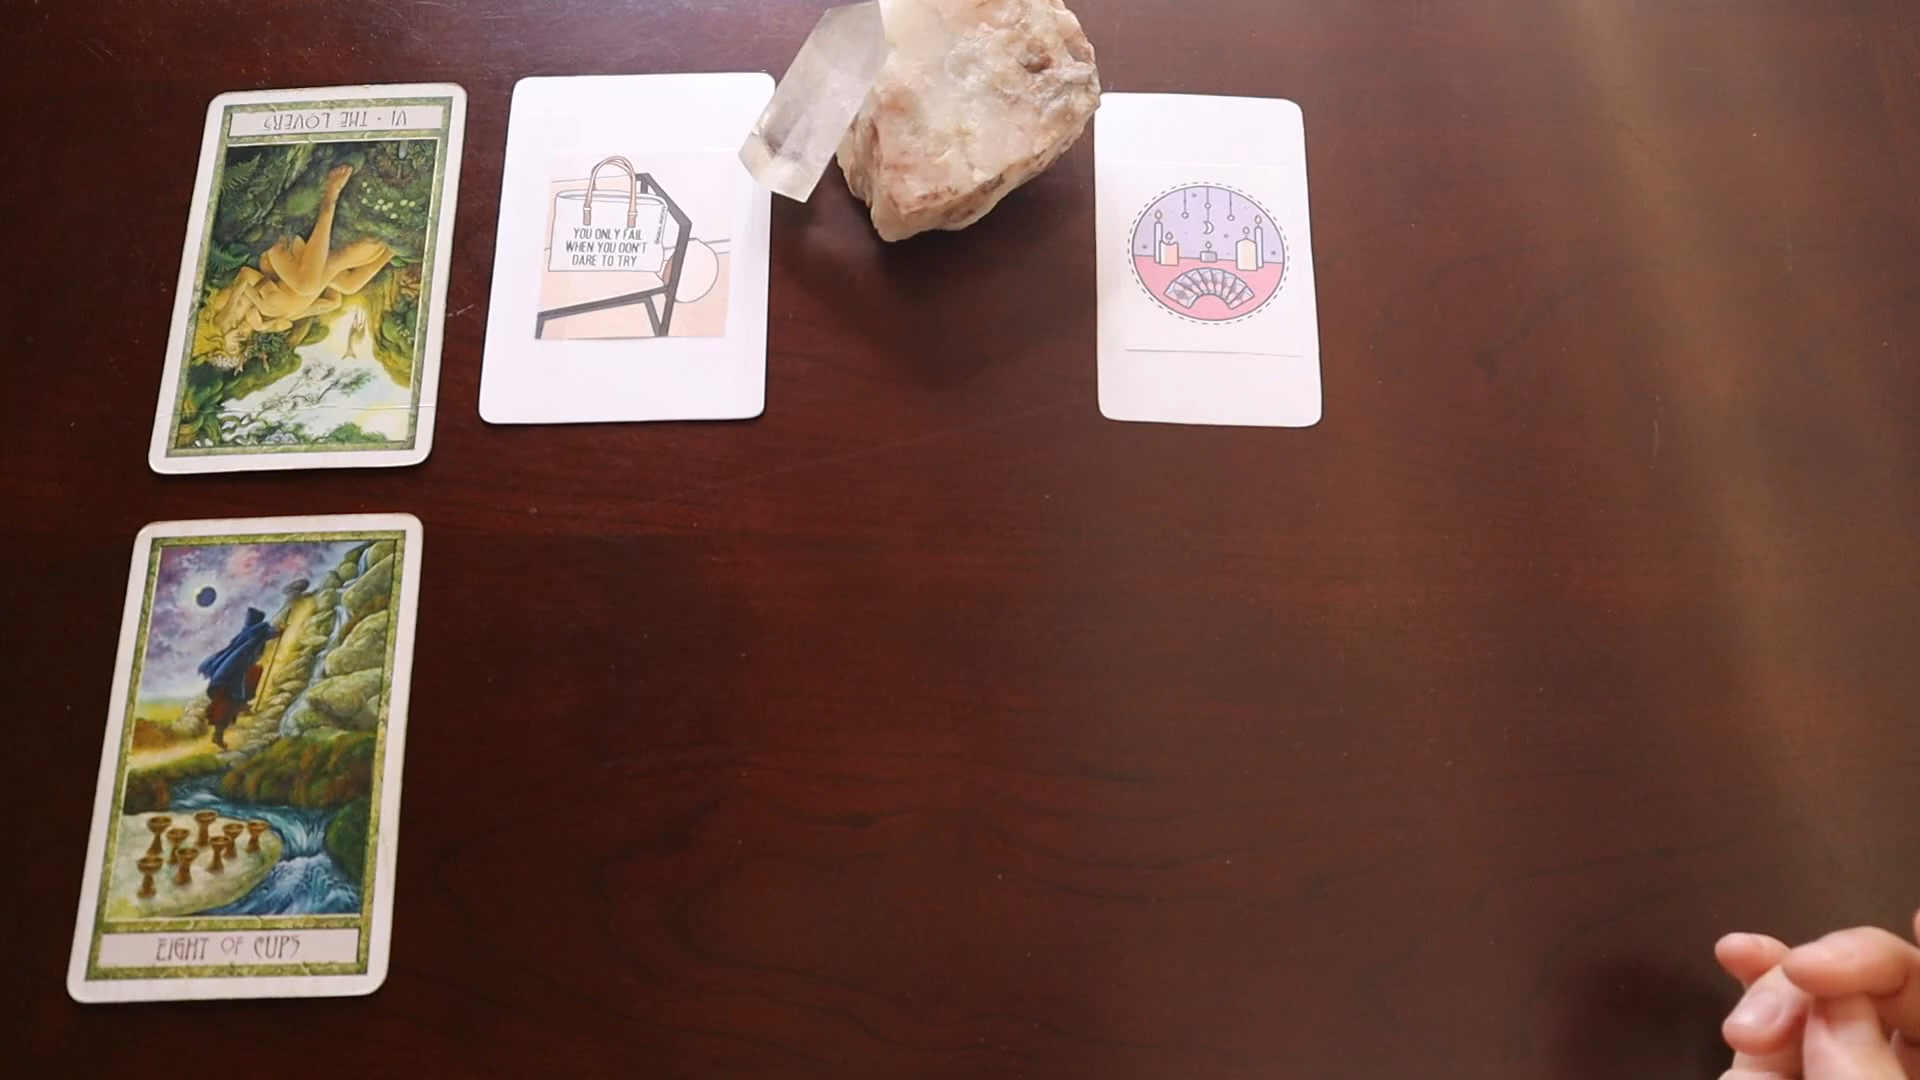 VI • THE LOVERS
YOU ONLY FAIL
WHEN YOU DON'T
DARE TO TRY
EIGHT OF CUPS